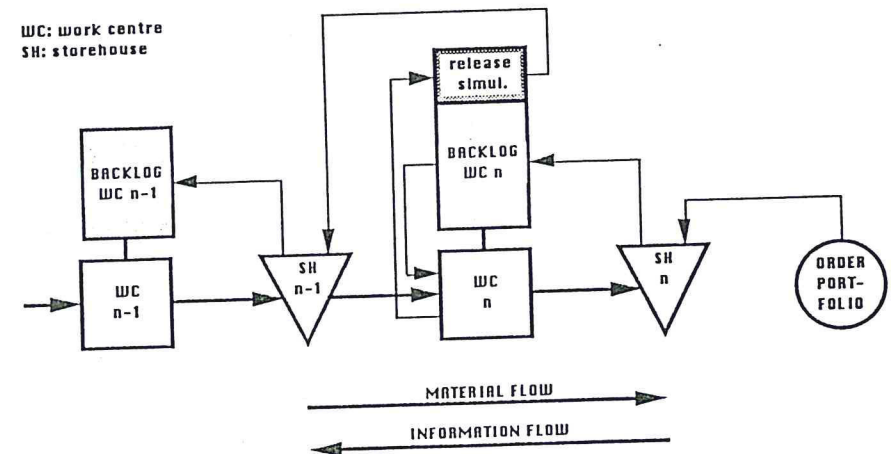 WC: work centre
SH: storehouse
release
simul.
BACKLOG
WC n-1
BACKLOG
WC n
WC
n-1
SH
n-1
WC
n
SH
n
ORDER
PORT-
FOLIO
MATERIAL FLOW
INFORMATION FLOW